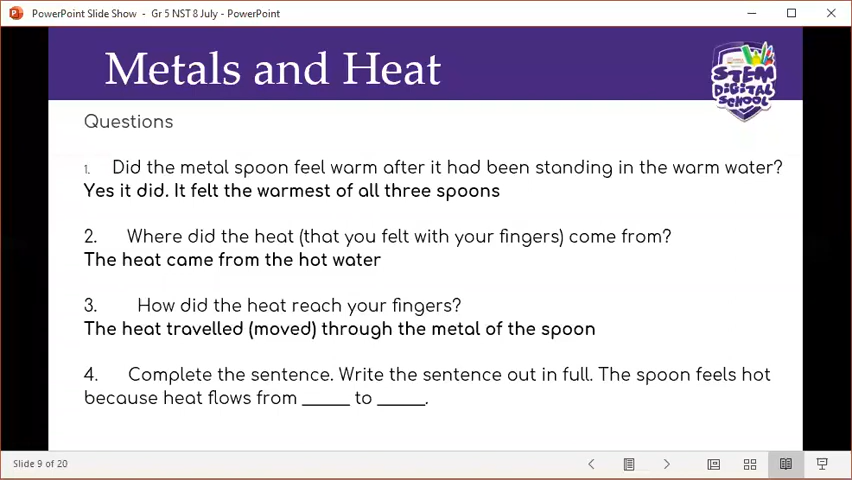 PowerPoint Slide Show - Gr 5 NST 8 July - PowerPoint
Metals and Heat
STEM
DIGITAL
SCHOOL
Questions
1. Did the metal spoon feel warm after it had been standing in the warm water?
Yes it did. It felt the warmest of all three spoons
2. Where did the heat (that you felt with your fingers) come from?
The heat came from the hot water
3. How did the heat reach your fingers?
The heat travelled (moved) through the metal of the spoon
4. Complete the sentence. Write the sentence out in full. The spoon feels hot
because heat flows from _____ to _____.
Slide 9 of 20